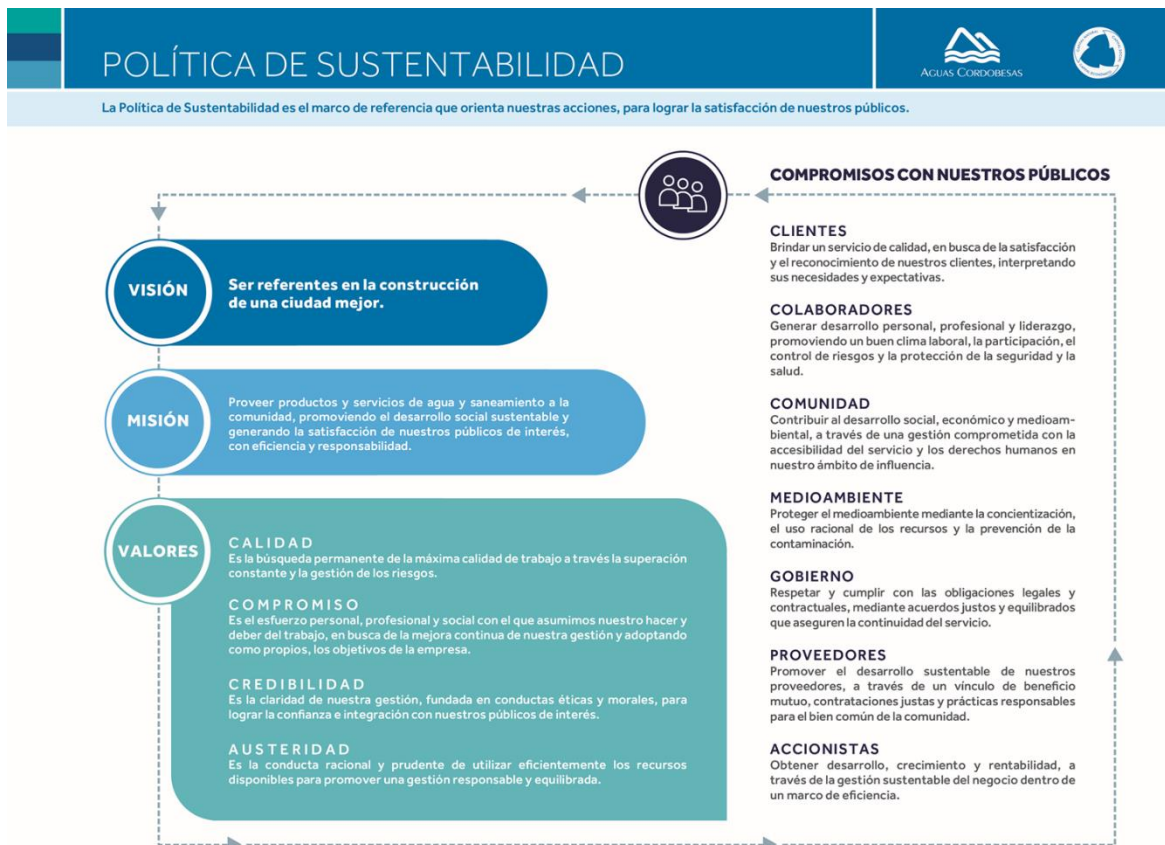 POLÍTICA DE SUSTENTABILIDAD
AGUAS CORDOBESAS
La Política de Sustentabilidad es el marco de referencia que orienta nuestras acciones, para lograr la satisfacción de nuestros públicos.
VISIÓN
Ser referentes en la construcción
de una ciudad mejor.
MISIÓN
Proveer productos y servicios de agua y saneamiento a la
comunidad, promoviendo el desarrollo social sustentable y
generando la satisfacción de nuestros públicos de interés,
con eficiencia y responsabilidad.
VALORES
CALIDAD
Es la búsqueda permanente de la máxima calidad de trabajo a través la superación
constante y la gestión de los riesgos.
COMPROMISO
Es el esfuerzo personal, profesional y social con el que asumimos nuestro hacer y
deber del trabajo, en busca de la mejora continua de nuestra gestión y adoptando
como propios, los objetivos de la empresa.
CREDIBILIDAD
Es la claridad de nuestra gestión, fundada en conductas éticas y morales, para
lograr la confianza e integración con nuestros públicos de interés.
AUSTERIDAD
Es la conducta racional y prudente de utilizar eficientemente los recursos
disponibles para promover una gestión responsable y equilibrada.
COMPROMISOS CON NUESTROS PÚBLICOS
CLIENTES
Brindar un servicio de calidad, en busca de la satisfacción
y el reconocimiento de nuestros clientes, interpretando
sus necesidades y expectativas.
COLABORADORES
Generar desarrollo personal, profesional y liderazgo,
promoviendo un buen clima laboral, la participación, el
control de riesgos y la protección de la seguridad y la
salud.
COMUNIDAD
Contribuir al desarrollo social, económico y medioam-
biental, a través de una gestión comprometida con la
accesibilidad del servicio y los derechos humanos en
nuestro ámbito de influencia.
MEDIOAMBIENTE
Proteger el medioambiente mediante la concientización,
el uso racional de los recursos y la prevención de la
contaminación.
GOBIERNO
Respetar y cumplir con las obligaciones legales y
contractuales, mediante acuerdos justos y equilibrados
que aseguren la continuidad del servicio.
PROVEEDORES
Promover el desarrollo sustentable de nuestros
proveedores, a través de un vínculo de beneficio
mutuo, contrataciones justas y prácticas responsables
para el bien común de la comunidad.
ACCIONISTAS
Obtener desarrollo, crecimiento y rentabilidad, a
través de la gestión sustentable del negocio dentro de
un marco de eficiencia.